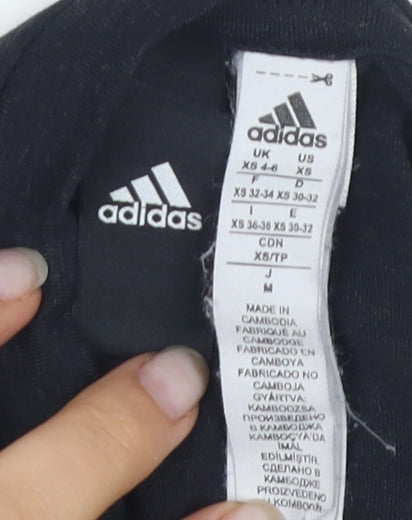 adidas
adidas
UK US
XS 4-6 XS
F D
XS 32-34 XS 30-32
I E
XS 36-38 XS 30-32
CDN
XS/TP
J
M
MADE IN
CAMBODIA
FABRIQUÉ AU
CAMBODGE
FABRICADO EN
CAMBOYA
FABRICADO NO
CAMBOJA
GYÁRTVA:
KAMBODZSA
ПРОИЗВЕДЕНО
В КАМБОДЖА
KAMBOÇYA'DA
İMAL
EDİLMİŞTİR
СДЕЛАНО В
КАМБОДЖЕ
PROIZVEDENO
U KOMBOĐI